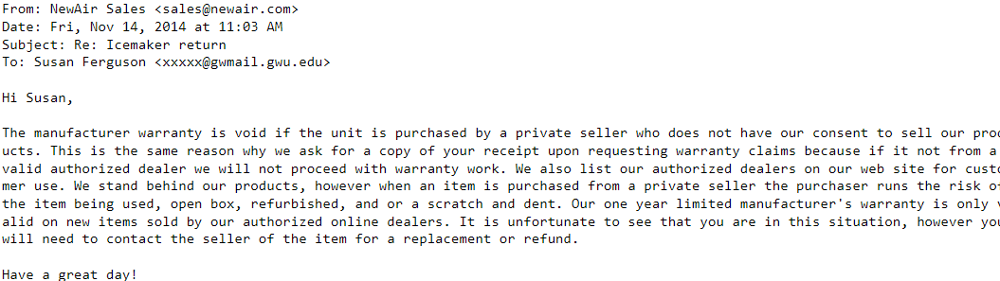 From: NewAir Sales <sales@newair.com>
Date: Fri, Nov 14, 2014 at 11:03 AM
Subject: Re: Icemaker return
To: Susan Ferguson <xxxxx@gwmail.gwu.edu>
Hi Susan,
The manufacturer warranty is void if the unit is purchased by a private seller who does not have our consent to sell our prod
ucts. This is the same reason why we ask for a copy of your receipt upon requesting warranty claims because if it not from a
valid authorized dealer we will not proceed with warranty work. We also list our authorized dealers on our web site for custo
mer use. We stand behind our products, however when an item is purchased from a private seller the purchaser runs the risk of
the item being used, open box, refurbished, and or a scratch and dent. Our one year limited manufacturer's warranty is only v
alid on new items sold by our authorized online dealers. It is unfortunate to see that you are in this situation, however you
will need to contact the seller of the item for a replacement or refund.
Have a great day!